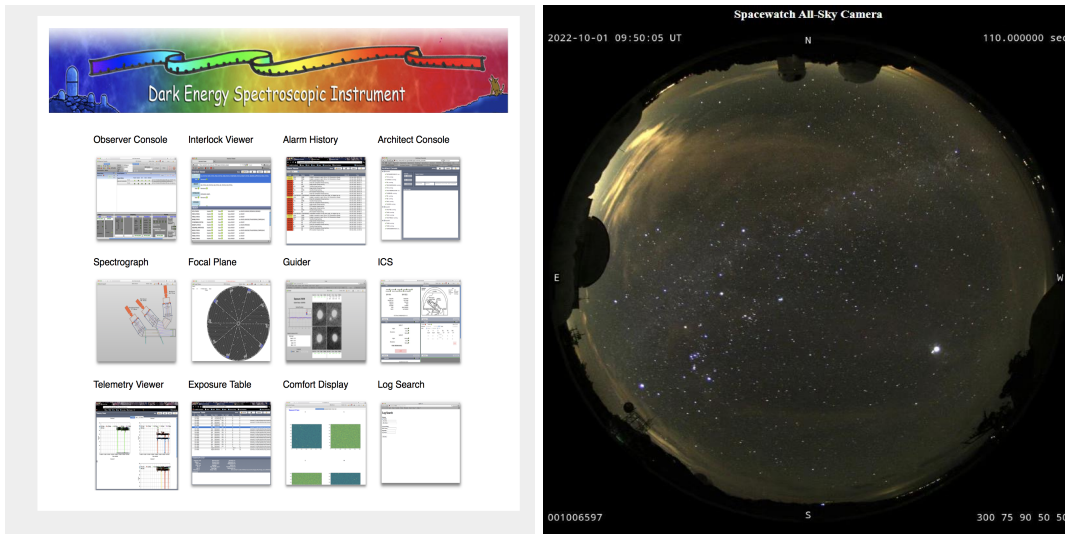 Dark Energy Spectroscopic Instrument
Observer Console
Interlock Viewer
Alarm History
Architect Console
Spectrograph
Focal Plane
Guider
ICS
Telemetry Viewer
Exposure Table
Comfort Display
Log Search
Spacewatch All-Sky Camera
2022-10-01 09:50:05 UT
N
110.000000 sec
E
W
001006597
S
300 75 90 50 50